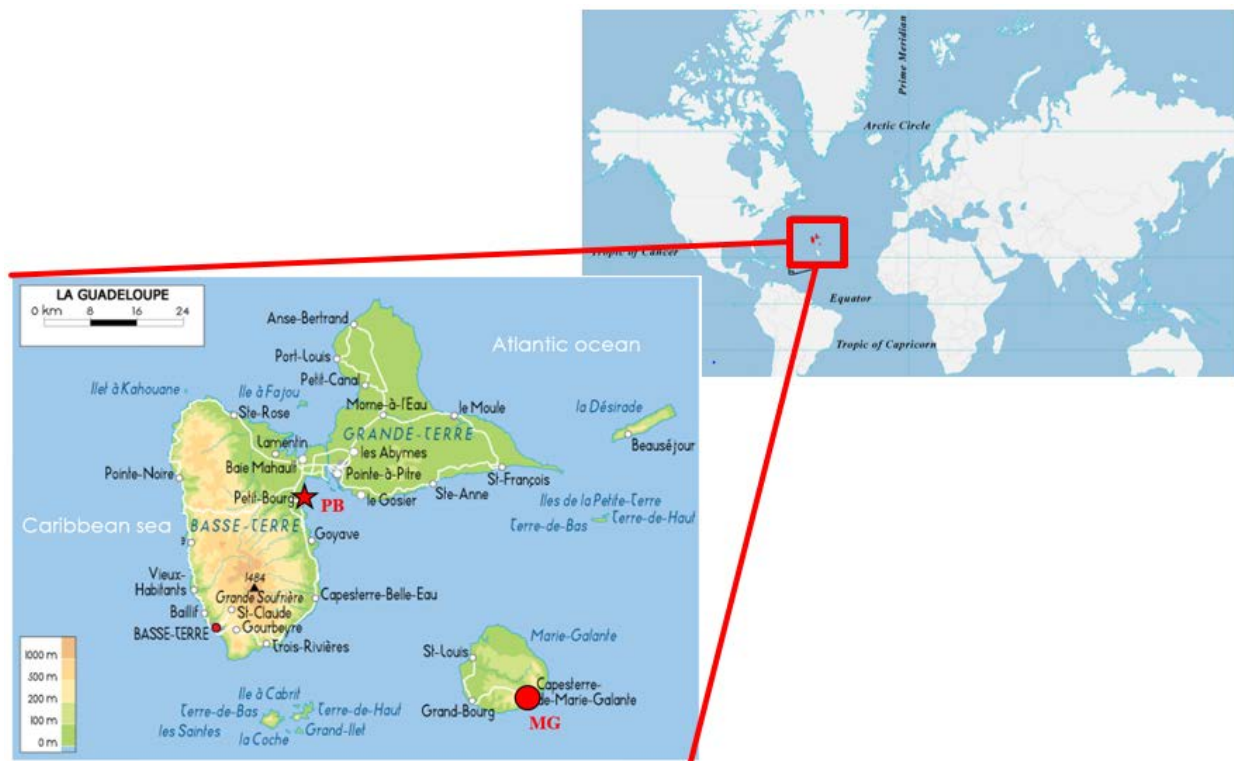 Prime Meridian
Arctic Circle
Tropic of Cancer
Equator
Tropic of Capricorn
LA GUADELOUPE
0 km 8 16 24
Anse-Bertrand
Atlantic ocean
Port-Louis
Petit-Canal
Ilet à Kahouane
Ile à Fajou
Ste-Rose
Morne-à-l'Eau
le Moule
la Désirade
GRANDE-TERRE
Beauséjour
Lamentin
les Abymes
Baie Mahault
Pointe-à-Pitre
Pointe-Noire
St-François
Ste-Anne
le Gosier
Petit-Bourg
PB
Iles de la Petite-Terre
Terre-de-Bas
Terre-de-Haut
Caribbean sea
BASSE-TERRE
Goyave
Vieux-
Habitants
1484
Grande Soufrière
Capesterre-Belle-Eau
Baillif
St-Claude
BASSE-TERRE
Gourbeyre
Trois-Rivières
Marie-Galante
St-Louis
Capesterre-
de-Marie-Galante
Grand-Bourg
MG
Ile à Cabrit
Terre-de-Bas
Terre-de-Haut
les Saintes
Grand-Ilet
la Coche
1000 m
500 m
200 m
100 m
0 m